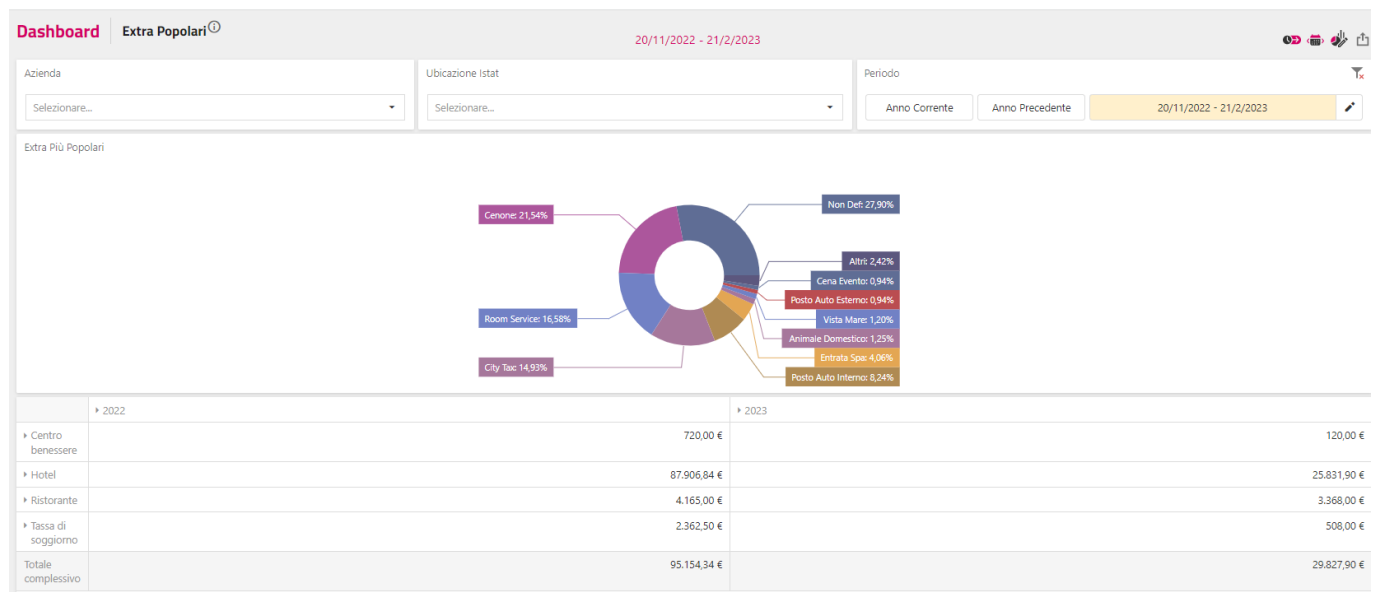 Dashboard
Extra Popolari
20/11/2022 - 21/2/2023
Azienda
Ubicazione Istat
Periodo
Selezionare...
Selezionare...
Anno Corrente
Anno Precedente
20/11/2022 - 21/2/2023
Extra Più Popolari
Non Def: 27,90%
Cenone: 21,54%
Altri: 2,42%
Cena Evento: 0,94%
Posto Auto Esterno: 0,94%
Room Service: 16,58%
Vista Mare: 1,20%
Animale Domestico: 1,25%
Entrata Spa: 4,06%
City Tax: 14,93%
Posto Auto Interno: 8,24%
2022
2023
Centro
benessere
720,00 €
120,00 €
Hotel
87.906,84 €
25.831,90 €
Ristorante
4.165,00 €
3.368,00 €
Tassa di
soggiorno
2.362,50 €
508,00 €
Totale
complessivo
95.154,34 €
29.827,90 €